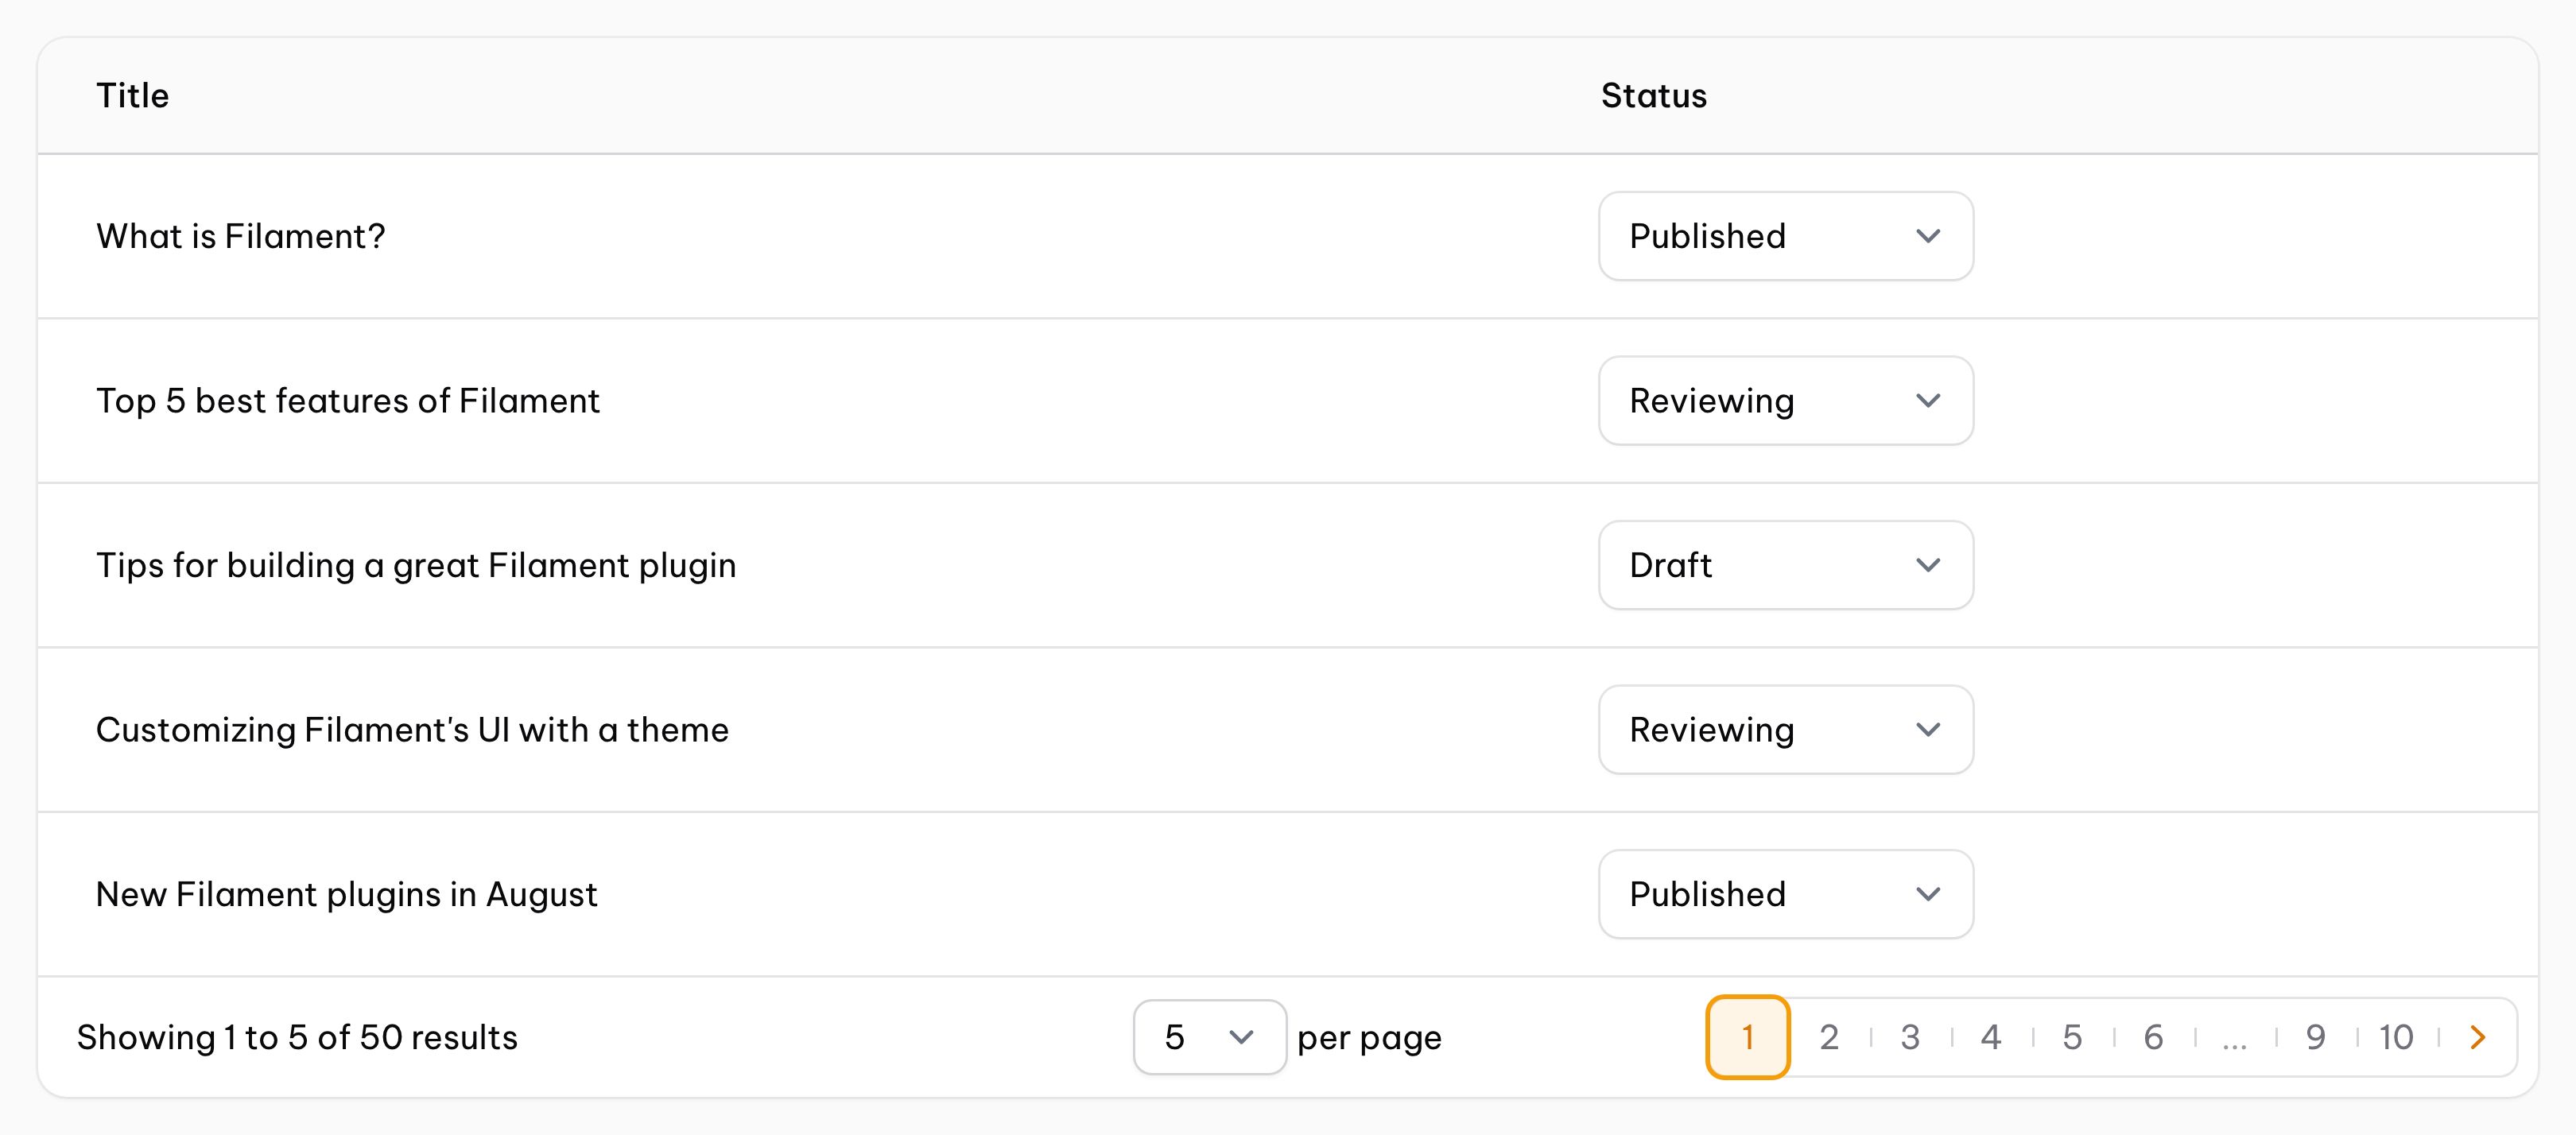 Title Status
What is Filament? Published
Top 5 best features of Filament Reviewing
Tips for building a great Filament plugin Draft
Customizing Filament's UI with a theme Reviewing
New Filament plugins in August Published
Showing 1 to 5 of 50 results 5 per page 1 2 3 4 5 6 ... 9 10